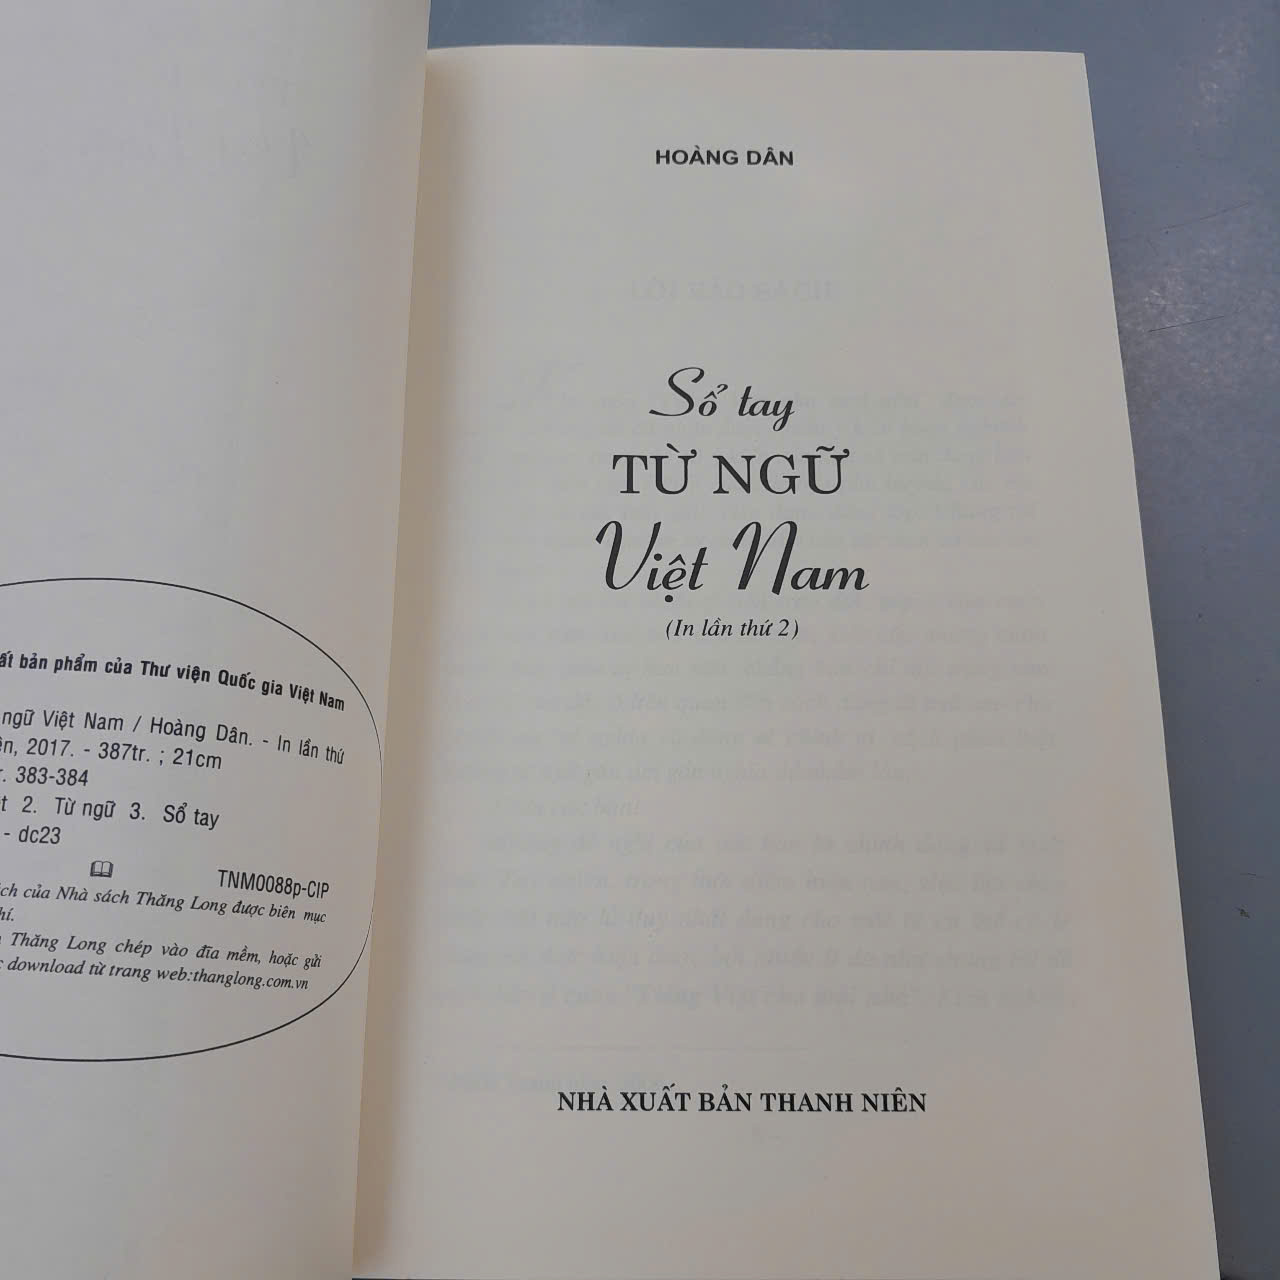 ất bản phẩm của Thư viện Quốc gia Việt Nam
ngữ Việt Nam / Hoàng Dân. - In lần thứ
ên, 2017. - 387tr. ; 21cm
r. 383-384
t 2. Từ ngữ 3. Sổ tay
- dc23
TNM0088p-CIP
ích của Nhà sách Thăng Long được biên mục
hí.
Thăng Long chép vào đĩa mềm, hoặc gửi
c download từ trang web:thanglong.com.vn
HOÀNG DÂN
Sổ tay
TỪ NGỮ
Việt Nam
(In lần thứ 2)
NHÀ XUẤT BẢN THANH NIÊN